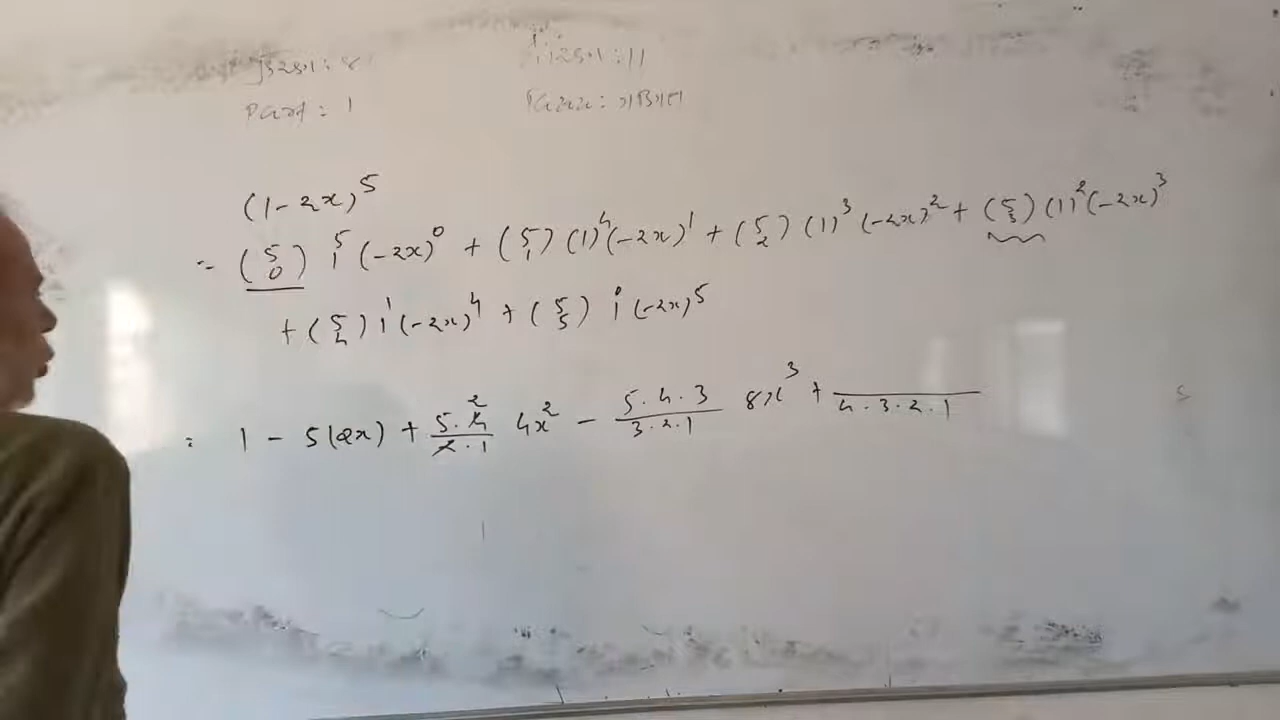 Part : 1
(1-2x)^5
= (5 0) 1^5 (-2x)^0 + (5 1) (1)^4 (-2x)^1 + (5 2) (1)^3 (-2x)^2 + (5 3) (1)^2 (-2x)^3
+ (5 4) 1^1 (-2x)^4 + (5 5) 1^0 (-2x)^5
= 1 - 5(2x) + 5.4/2.1 2 4x^2 - 5.4.3/3.2.1 8x^3 + /4.3.2.1